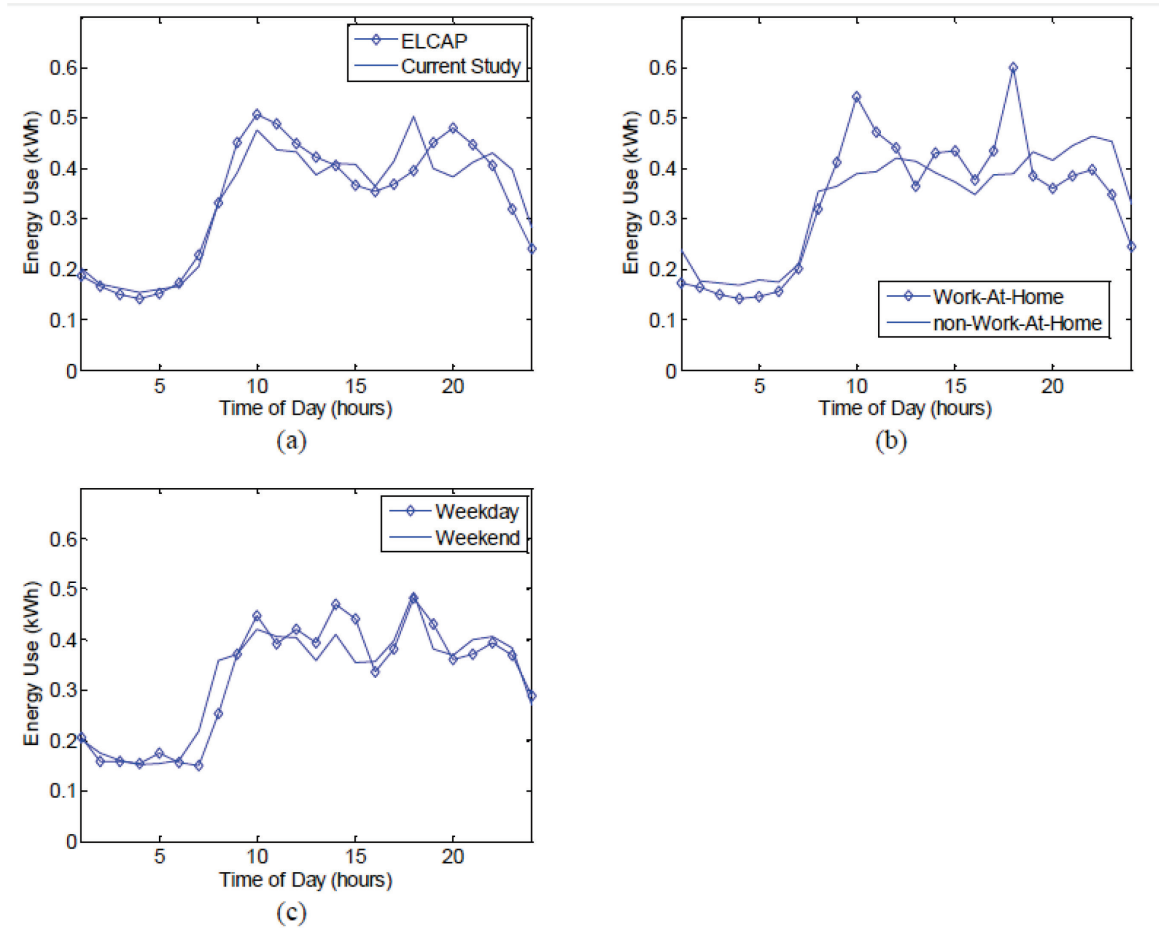 ELCAP
Current Study
0.6
0.5
0.4
0.3
0.2
0.1
0
Energy Use (kWh)
5 10 15 20
Time of Day (hours)
(a)
0.6
0.5
0.4
0.3
0.2
0.1
0
Energy Use (kWh)
Work-At-Home
non-Work-At-Home
5 10 15 20
Time of Day (hours)
(b)
Weekday
Weekend
0.6
0.5
0.4
0.3
0.2
0.1
0
Energy Use (kWh)
5 10 15 20
Time of Day (hours)
(c)